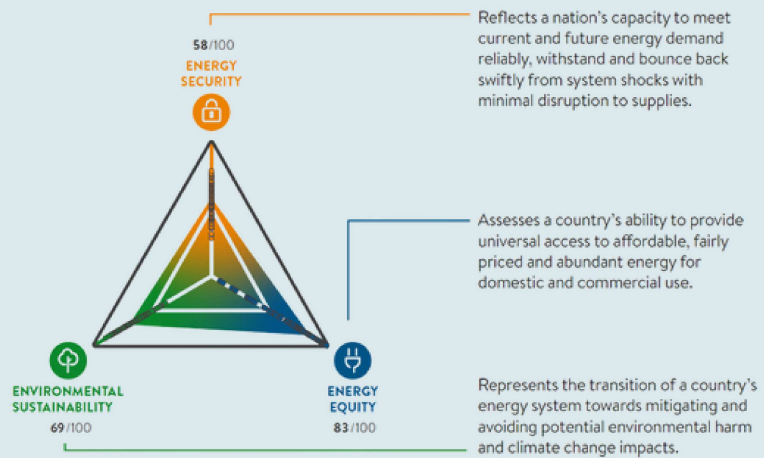 Reflects a nation's capacity to meet
current and future energy demand
reliably, withstand and bounce back
swiftly from system shocks with
minimal disruption to supplies.
58/100
ENERGY
SECURITY
Assesses a country's ability to provide
universal access to affordable, fairly
priced and abundant energy for
domestic and commercial use.
ENVIRONMENTAL
SUSTAINABILITY
69/100
ENERGY
EQUITY
83/100
Represents the transition of a country's
energy system towards mitigating and
avoiding potential environmental harm
and climate change impacts.